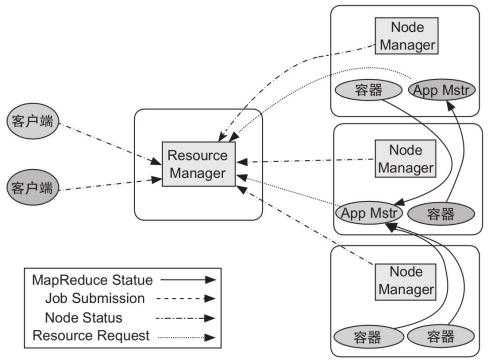 Node
Manager
容器
App Mstr
客户端
客户端
Resource
Manager
Node
Manager
App Mstr
容器
Node
Manager
容器
容器
MapReduce Statue
Job Submission
Node Status
Resource Request